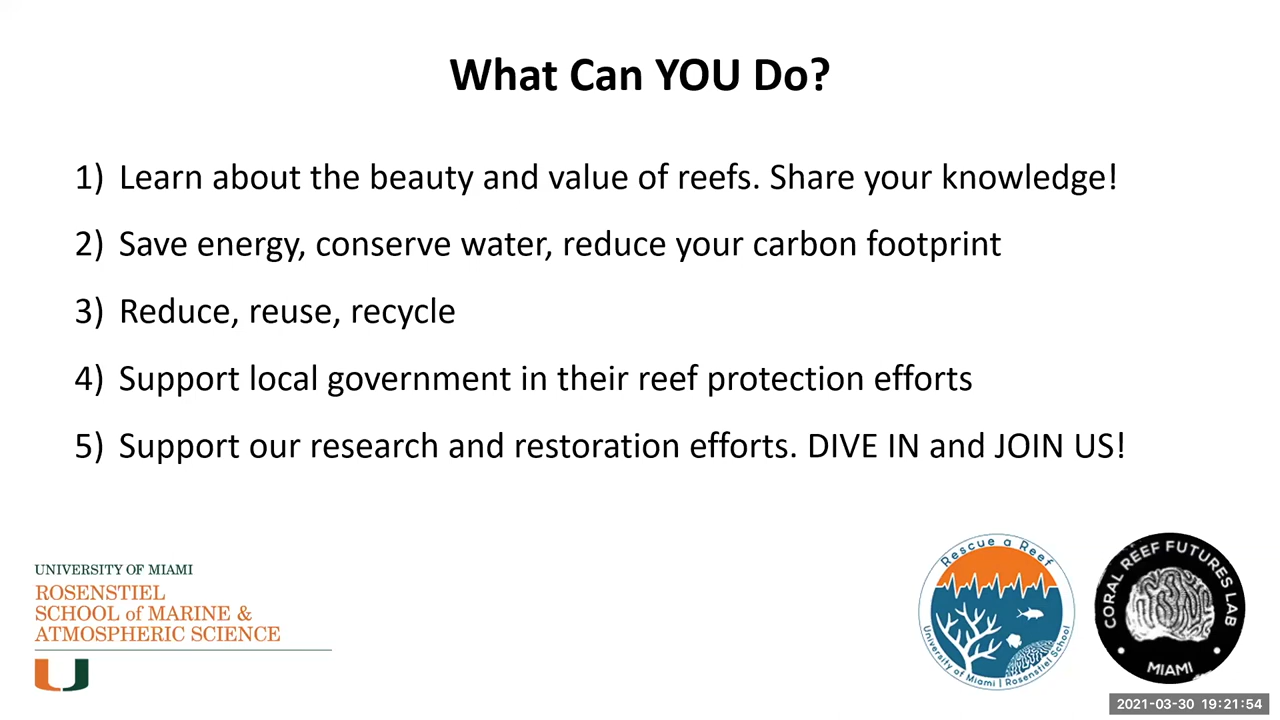 What Can YOU Do?
1) Learn about the beauty and value of reefs. Share your knowledge!
2) Save energy, conserve water, reduce your carbon footprint
3) Reduce, reuse, recycle
4) Support local government in their reef protection efforts
5) Support our research and restoration efforts. DIVE IN and JOIN US!
UNIVERSITY OF MIAMI
ROSENSTIEL
SCHOOL of MARINE &
ATMOSPHERIC SCIENCE
U
Rescue a Reef
University of Miami | Rosenstiel School
CORAL REEF FUTURES LAB
MIAMI
2021-03-30 19:21:54